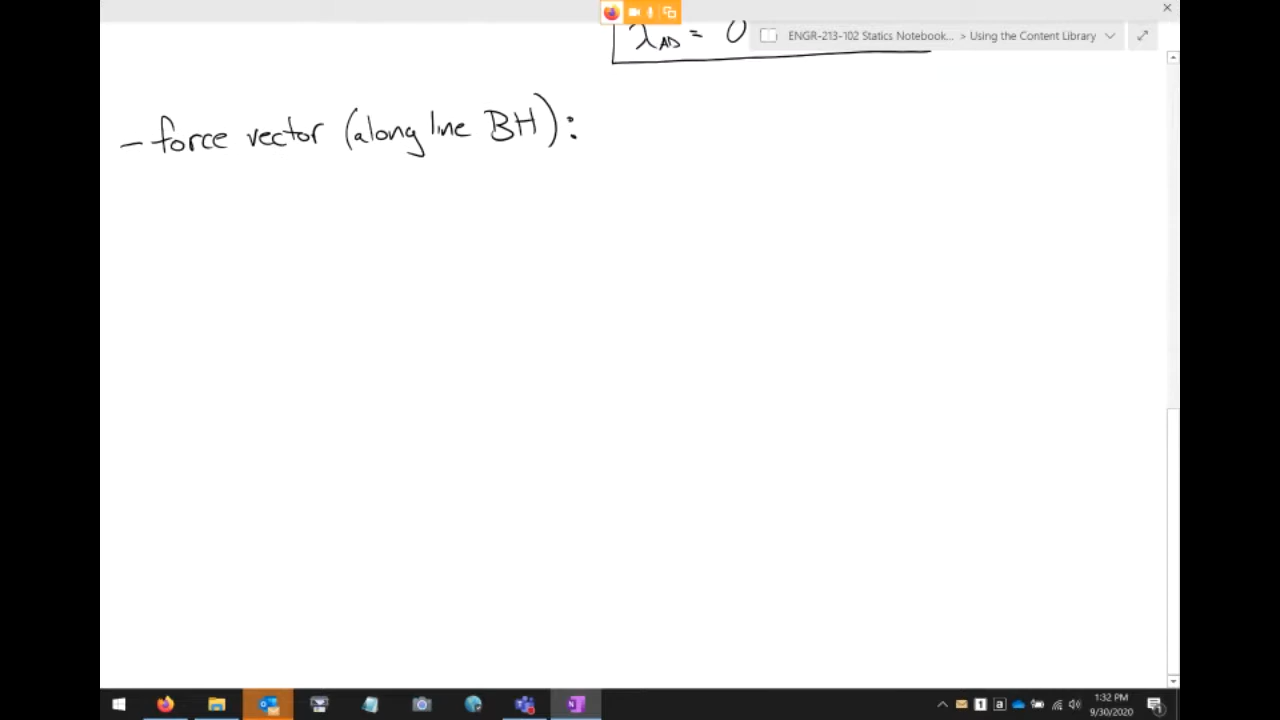 λAD = 0
ENGR-213-102 Statics Notebook... > Using the Content Library
- force vector (along line BH):
1:32 PM
9/30/2020